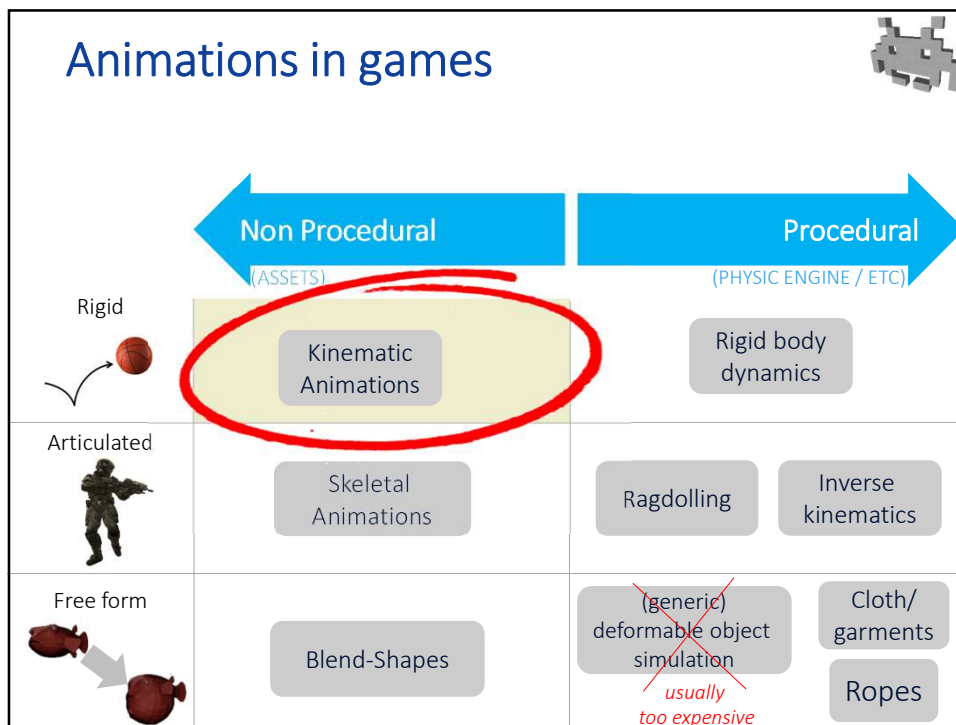 Animations in games
Non Procedural
Procedural
(ASSETS)
(PHYSIC ENGINE / ETC)
Rigid
Kinematic
Animations
Rigid body
dynamics
Articulated
Skeletal
Animations
Ragdolling
Inverse
kinematics
Free form
Blend-Shapes
(generic)
deformable object
simulation
usually
too expensive
Cloth/
garments
Ropes